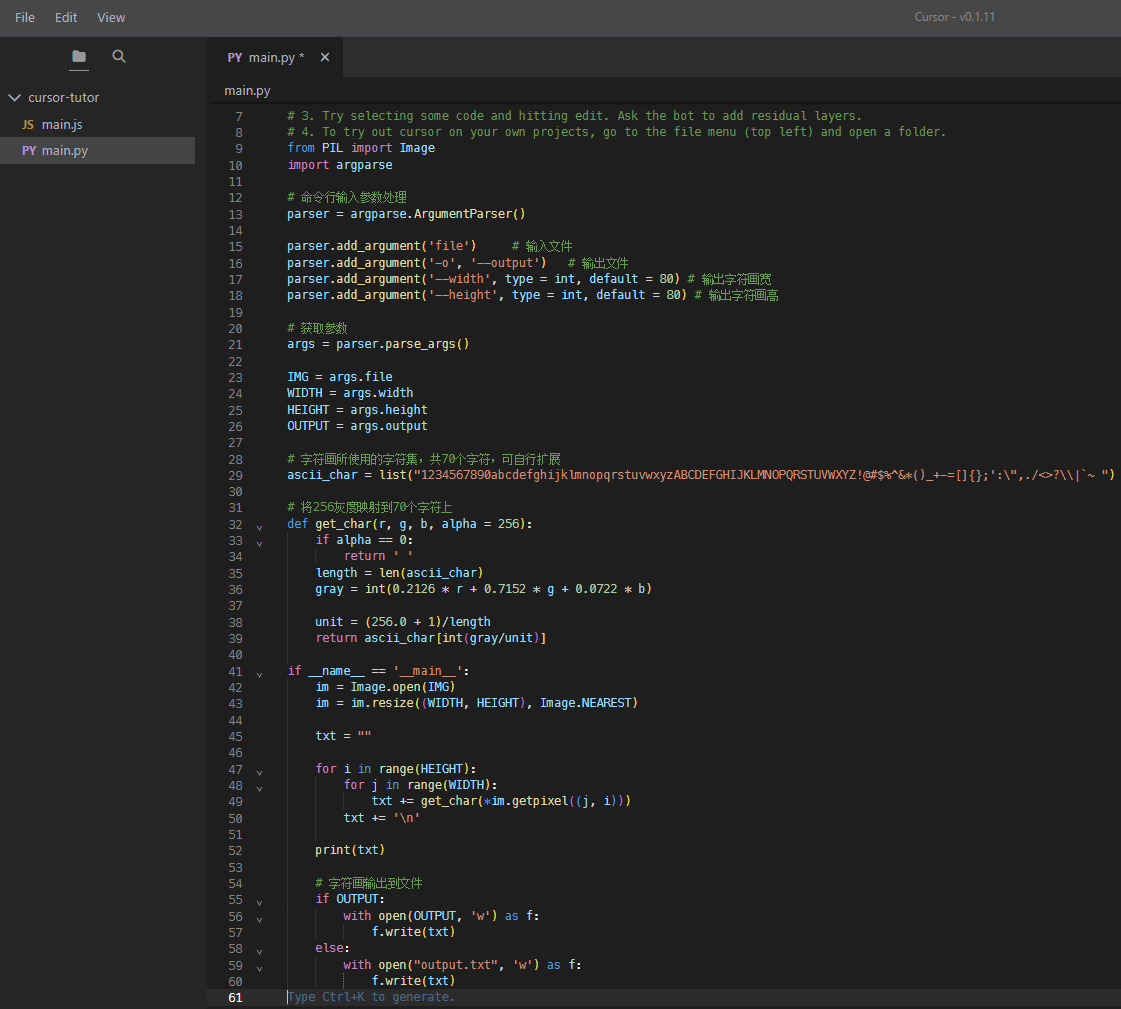 File Edit View
Cursor - v0.1.11
PY main.py * ×
cursor-tutor
JS main.js
PY main.py
main.py
7 # 3. Try selecting some code and hitting edit. Ask the bot to add residual layers.
8 # 4. To try out cursor on your own projects, go to the file menu (top left) and open a folder.
9 from PIL import Image
10 import argparse
11
12 # 命令行输入参数处理
13 parser = argparse.ArgumentParser()
14
15 parser.add_argument('file')     # 输入文件
16 parser.add_argument('-o', '--output')   # 输出文件
17 parser.add_argument('--width', type = int, default = 80) # 输出字符画宽
18 parser.add_argument('--height', type = int, default = 80) # 输出字符画高
19
20 # 获取参数
21 args = parser.parse_args()
22
23 IMG = args.file
24 WIDTH = args.width
25 HEIGHT = args.height
26 OUTPUT = args.output
27
28 # 字符画所使用的字符集，共70个字符，可自行扩展
29 ascii_char = list("1234567890abcdefghijklmnopqrstuvwxyzABCDEFGHIJKLMNOPQRSTUVWXYZ!@#$%^&*()_+-=[]{};':\",./<>?\\|`~ ")
30
31 # 将256灰度映射到70个字符上
32 def get_char(r, g, b, alpha = 256):
33     if alpha == 0:
34         return ' '
35     length = len(ascii_char)
36     gray = int(0.2126 * r + 0.7152 * g + 0.0722 * b)
37
38     unit = (256.0 + 1)/length
39     return ascii_char[int(gray/unit)]
40
41 if __name__ == '__main__':
42     im = Image.open(IMG)
43     im = im.resize((WIDTH, HEIGHT), Image.NEAREST)
44
45     txt = ""
46
47     for i in range(HEIGHT):
48         for j in range(WIDTH):
49             txt += get_char(*im.getpixel((j, i)))
50         txt += '\n'
51
52     print(txt)
53
54     # 字符画输出到文件
55     if OUTPUT:
56         with open(OUTPUT, 'w') as f:
57             f.write(txt)
58     else:
59         with open("output.txt", 'w') as f:
60             f.write(txt)
61 Type Ctrl+K to generate.